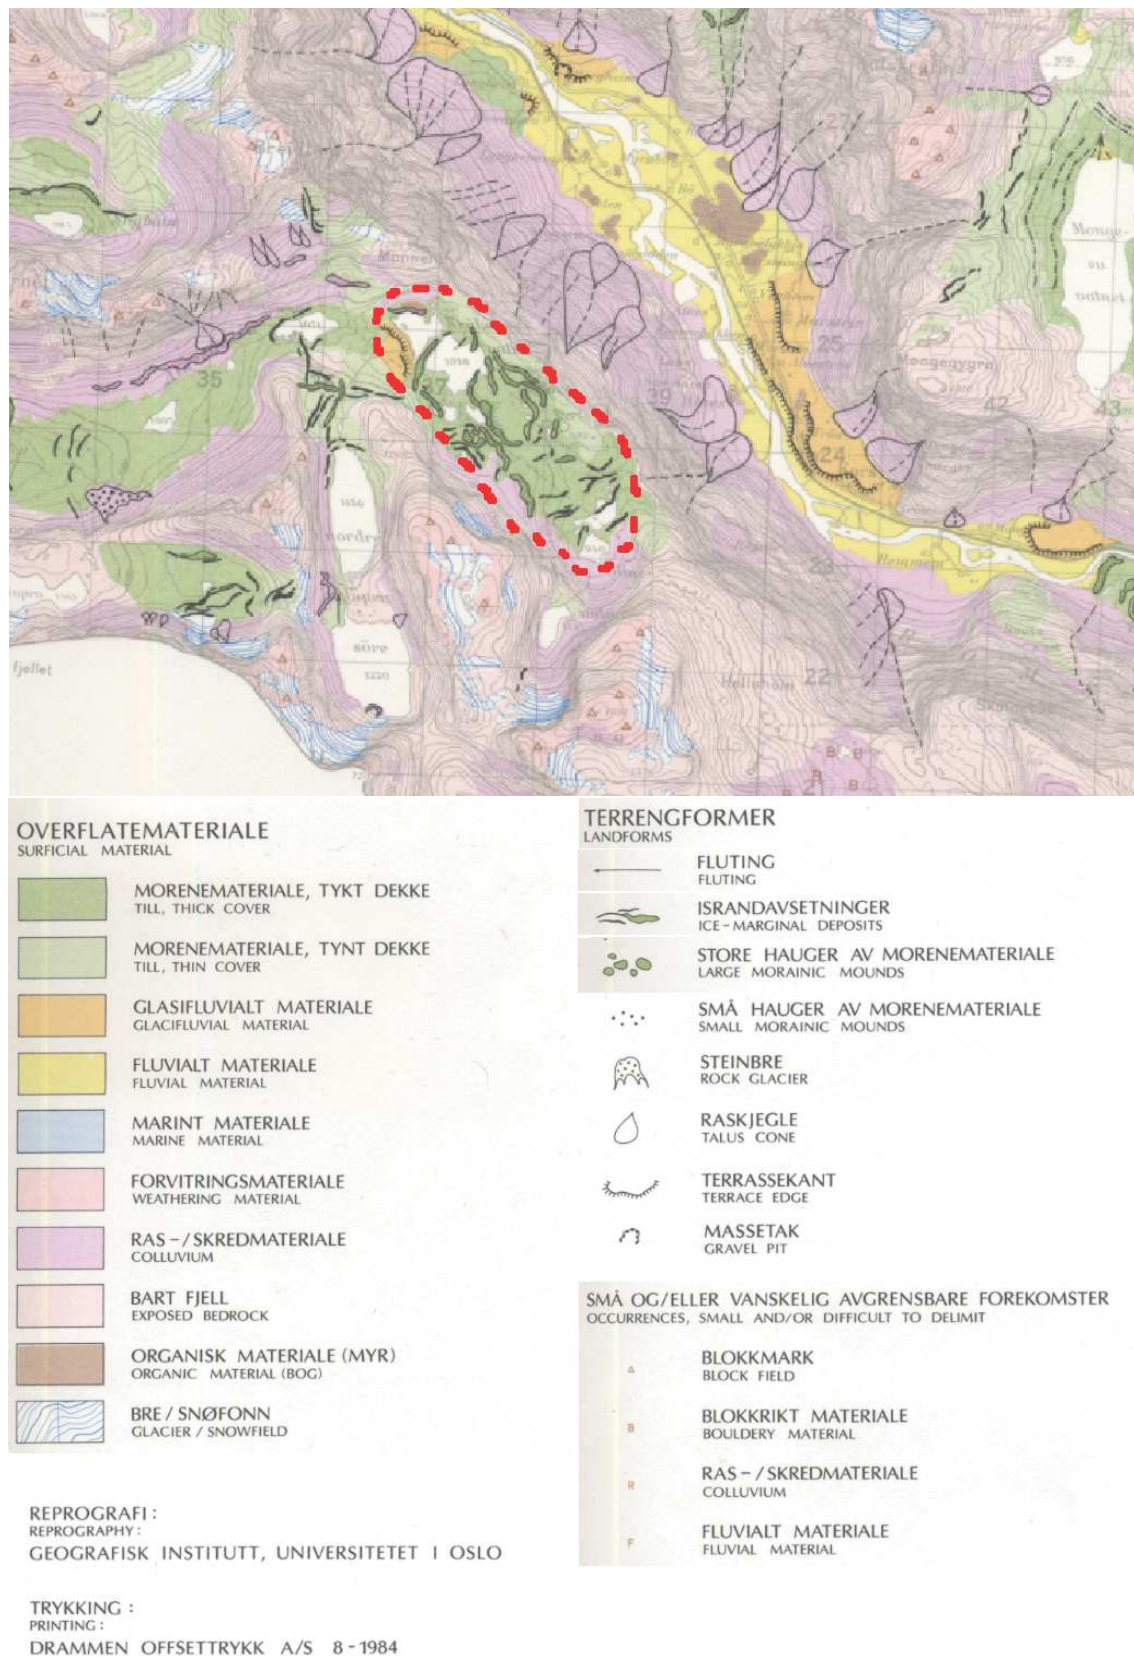 35
37
39
42
43
25
24
22
21
fjellet
1220
B B
B
B
OVERFLATEMATERIALE
SURFICIAL MATERIAL
MORENEMATERIALE, TYKT DEKKE
TILL, THICK COVER
MORENEMATERIALE, TYNT DEKKE
TILL, THIN COVER
GLASIFLUVIALT MATERIALE
GLACIFLUVIAL MATERIAL
FLUVIALT MATERIALE
FLUVIAL MATERIAL
MARINT MATERIALE
MARINE MATERIAL
FORVITRINGSMATERIALE
WEATHERING MATERIAL
RAS-/SKREDMATERIALE
COLLUVIUM
BART FJELL
EXPOSED BEDROCK
ORGANISK MATERIALE (MYR)
ORGANIC MATERIAL (BOG)
BRE / SNØFONN
GLACIER / SNOWFIELD
REPROGRAFI :
REPROGRAPHY :
GEOGRAFISK INSTITUTT, UNIVERSITETET I OSLO
TRYKKING :
PRINTING :
DRAMMEN OFFSETTRYKK A/S 8-1984
TERRENGFORMER
LANDFORMS
FLUTING
FLUTING
ISRANDAVSETNINGER
ICE-MARGINAL DEPOSITS
STORE HAUGER AV MORENEMATERIALE
LARGE MORAINIC MOUNDS
SMÅ HAUGER AV MORENEMATERIALE
SMALL MORAINIC MOUNDS
STEINBRE
ROCK GLACIER
RASKJEGLE
TALUS CONE
TERRASSEKANT
TERRACE EDGE
MASSETAK
GRAVEL PIT
SMÅ OG/ELLER VANSKELIG AVGRENSBARE FOREKOMSTER
OCCURRENCES, SMALL AND/OR DIFFICULT TO DELIMIT
BLOKKMARK
BLOCK FIELD
B BLOKKRIKT MATERIALE
BOULDERY MATERIAL
R RAS-/SKREDMATERIALE
COLLUVIUM
F FLUVIALT MATERIALE
FLUVIAL MATERIAL